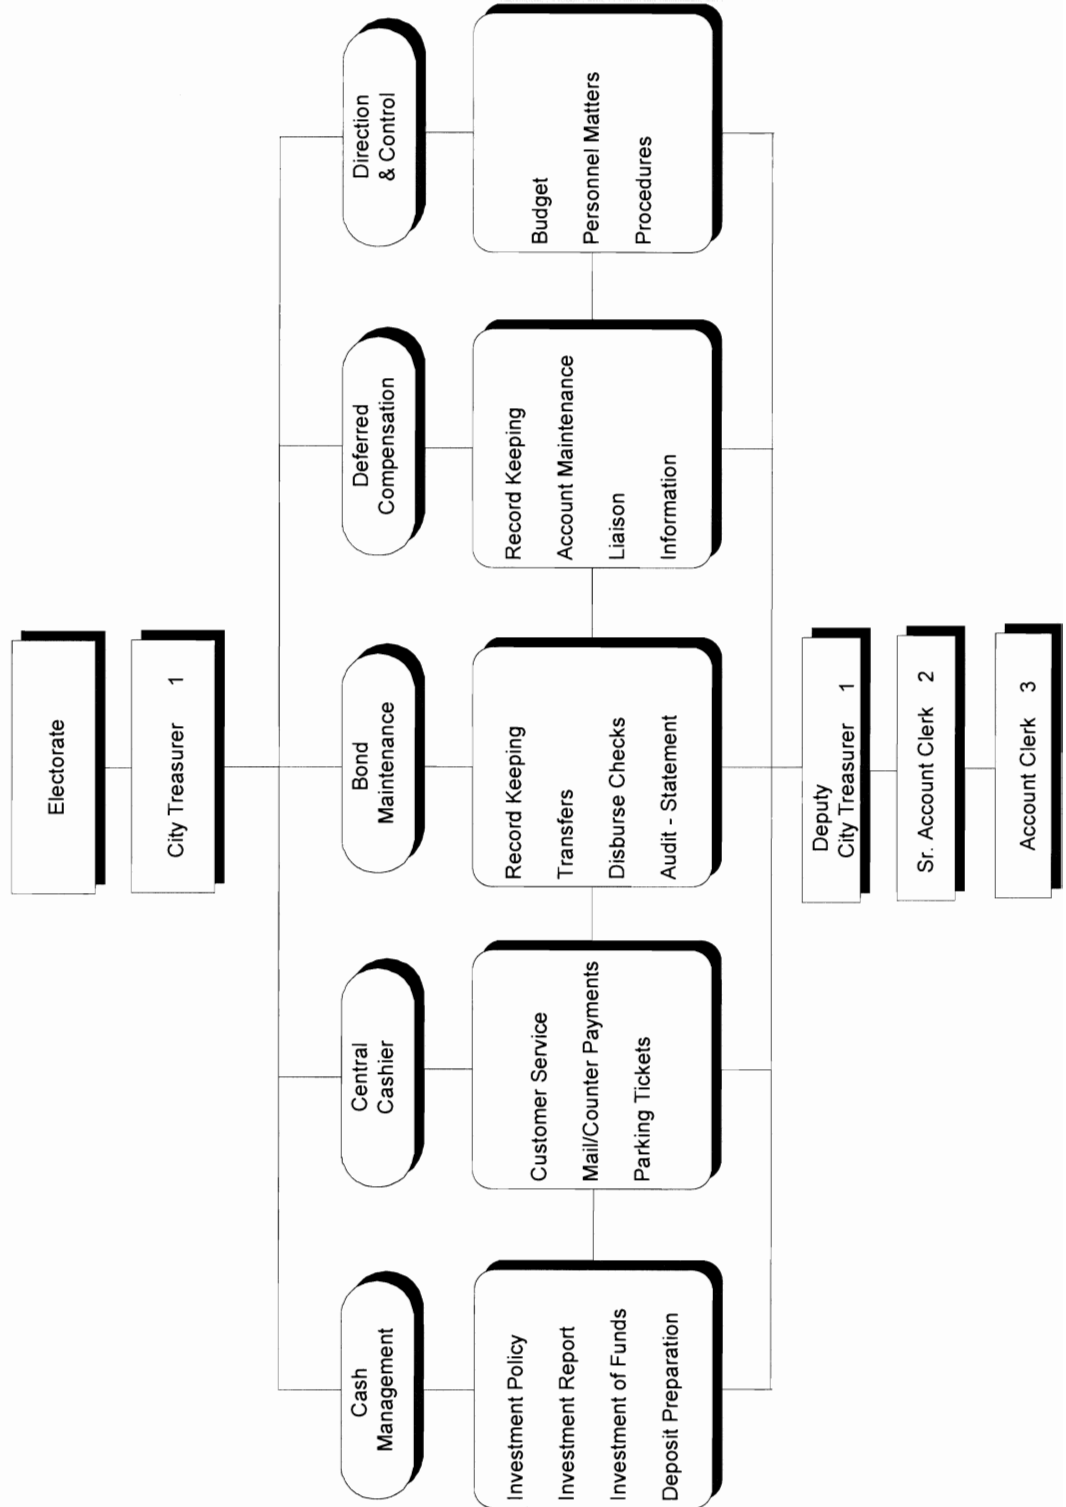 Electorate
City Treasurer 1
Cash
Management
Central
Cashier
Bond
Maintenance
Deferred
Compensation
Direction
& Control
Investment Policy
Investment Report
Investment of Funds
Deposit Preparation
Customer Service
Mail/Counter Payments
Parking Tickets
Record Keeping
Transfers
Disburse Checks
Audit - Statement
Record Keeping
Account Maintenance
Liaison
Information
Budget
Personnel Matters
Procedures
Deputy
City Treasurer 1
Sr. Account Clerk 2
Account Clerk 3